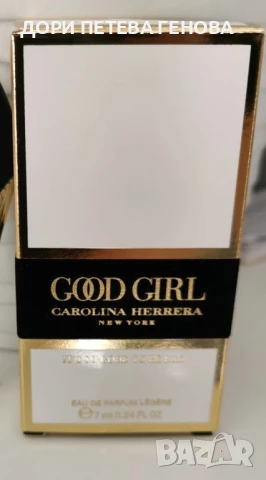 ДОРИ ПЕТЕВА ГЕНОВА
GOOD GIRL
CAROLINA HERRERA
NEW YORK
EAU DE PARFUM LÉGÈRE
℮ 7 ml 0.24 FL OZ
bazar